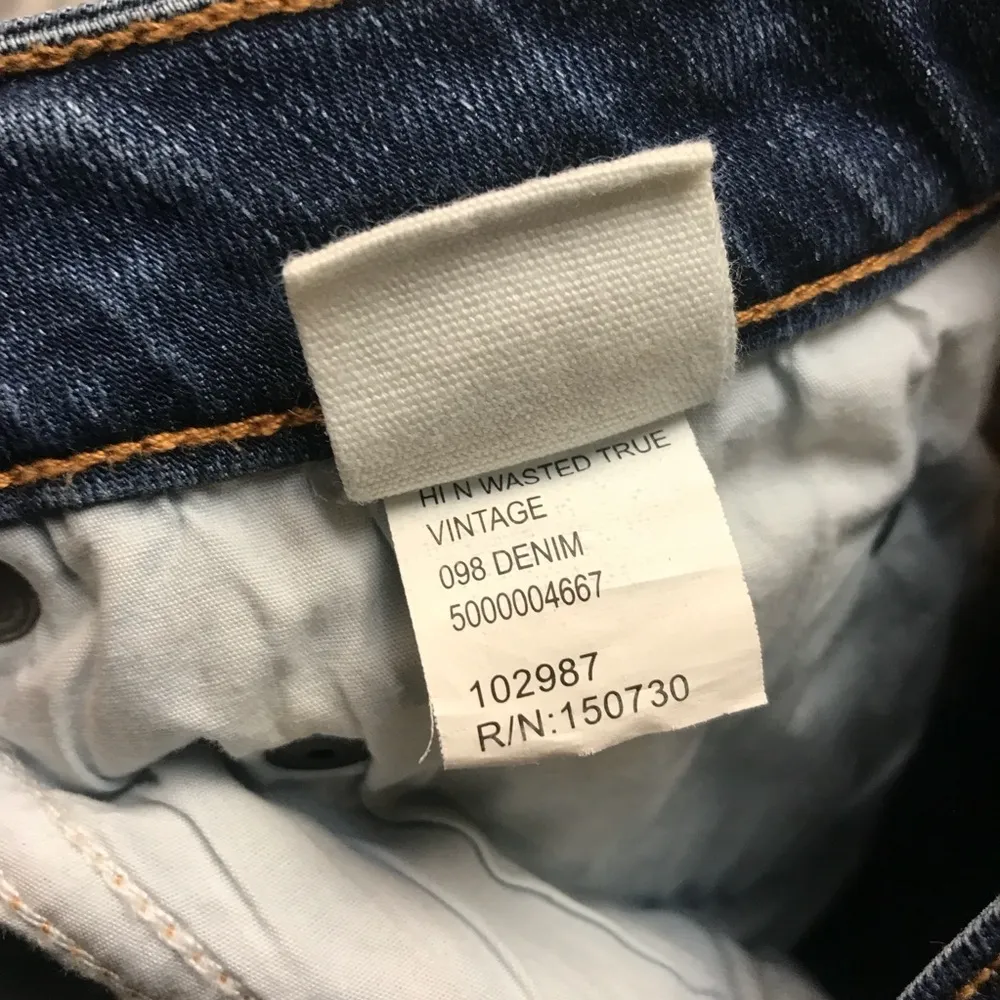 HI N WASTED TRUE
VINTAGE
098 DENIM
5000004667
102987
R/N:150730